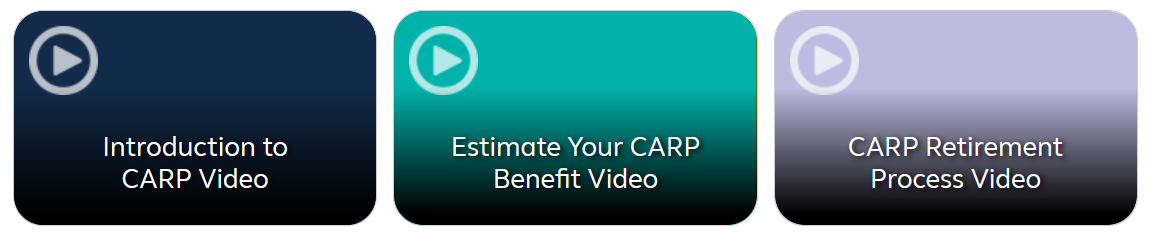 Introduction to
CARP Video
Estimate Your CARP
Benefit Video
CARP Retirement
Process Video